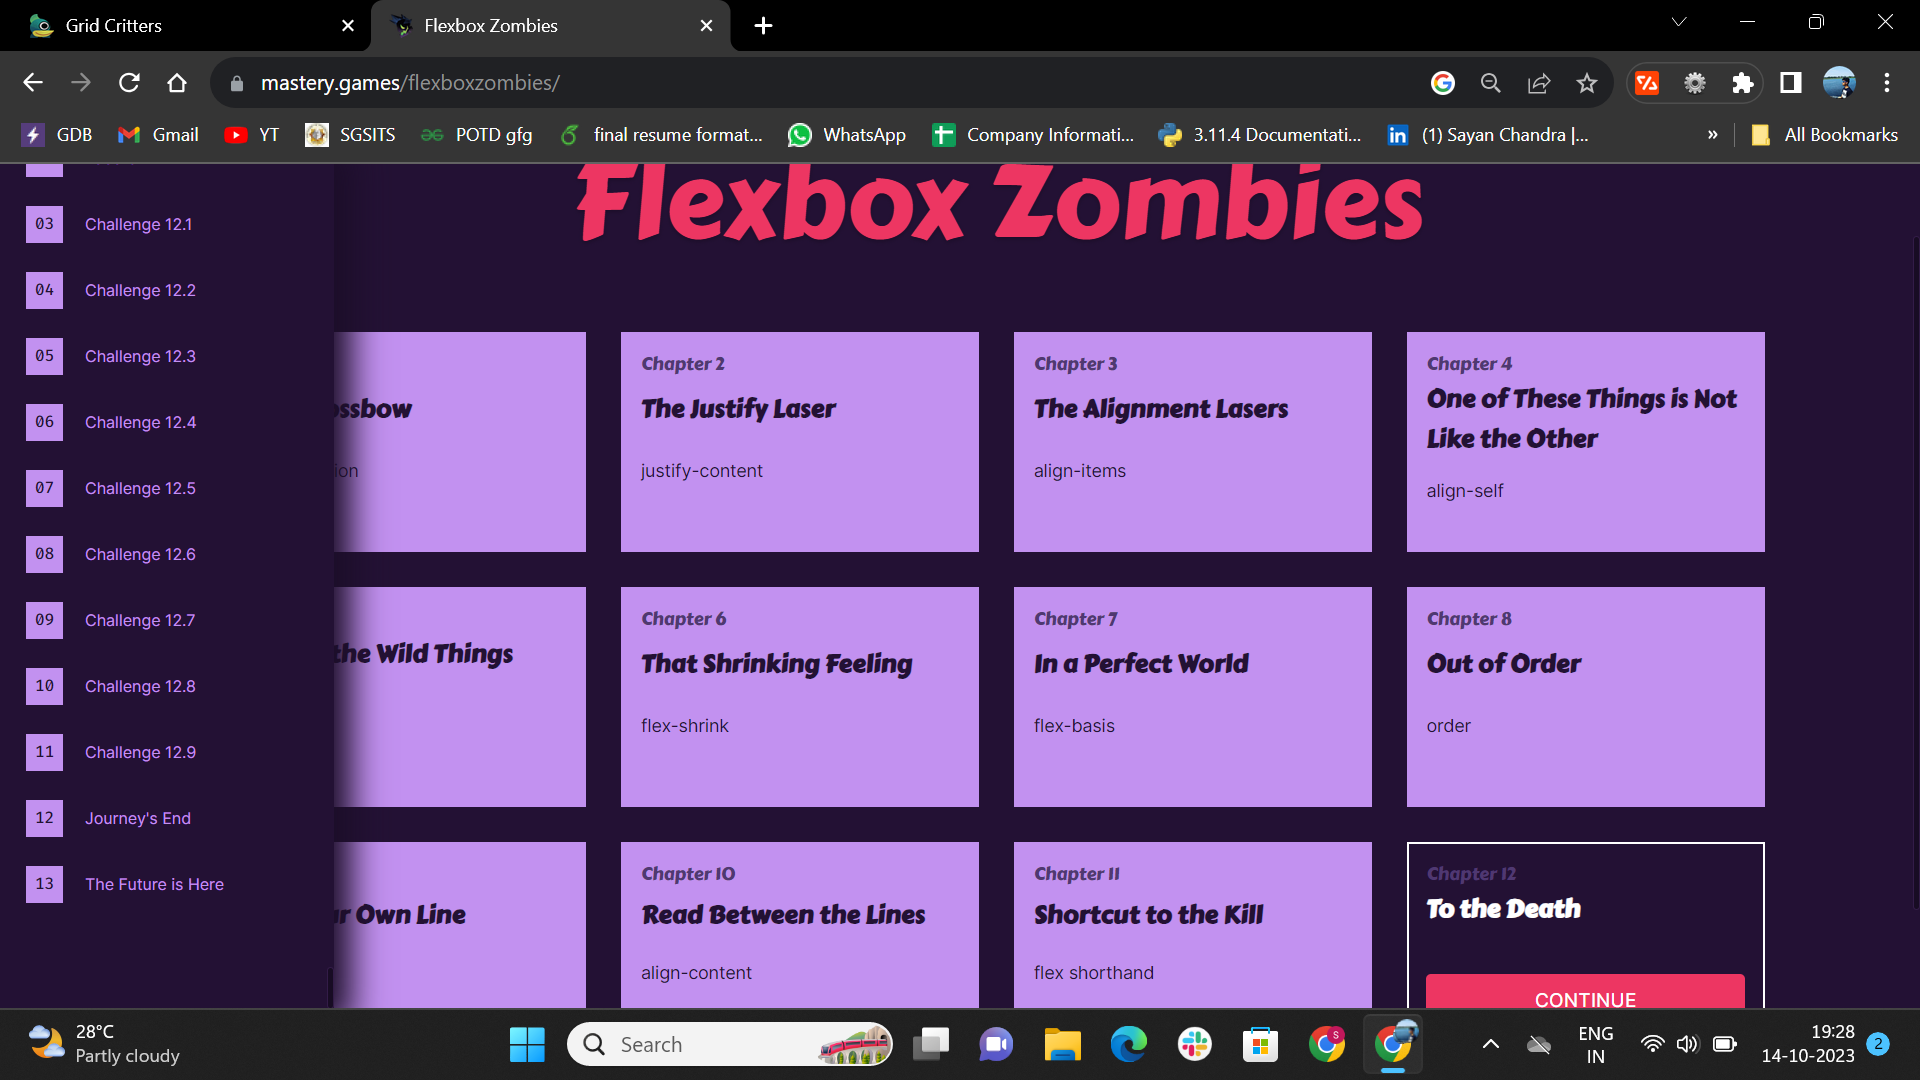 Grid Critters
Flexbox Zombies
mastery.games/flexboxzombies/
GDB
Gmail
YT
SGSITS
POTD gfg
final resume format...
WhatsApp
Company Informati...
3.11.4 Documentati...
(1) Sayan Chandra |...
»
All Bookmarks
03 Challenge 12.1
04 Challenge 12.2
05 Challenge 12.3
06 Challenge 12.4
07 Challenge 12.5
08 Challenge 12.6
09 Challenge 12.7
10 Challenge 12.8
11 Challenge 12.9
12 Journey's End
13 The Future is Here
Flexbox Zombies
ossbow
ion
Chapter 2
The Justify Laser
justify-content
Chapter 3
The Alignment Lasers
align-items
Chapter 4
One of These Things is Not
Like the Other
align-self
the Wild Things
Chapter 6
That Shrinking Feeling
flex-shrink
Chapter 7
In a Perfect World
flex-basis
Chapter 8
Out of Order
order
r Own Line
Chapter 10
Read Between the Lines
align-content
Chapter 11
Shortcut to the Kill
flex shorthand
Chapter 12
To the Death
CONTINUE
28°C
Partly cloudy
Search
ENG
IN
19:28
14-10-2023
2